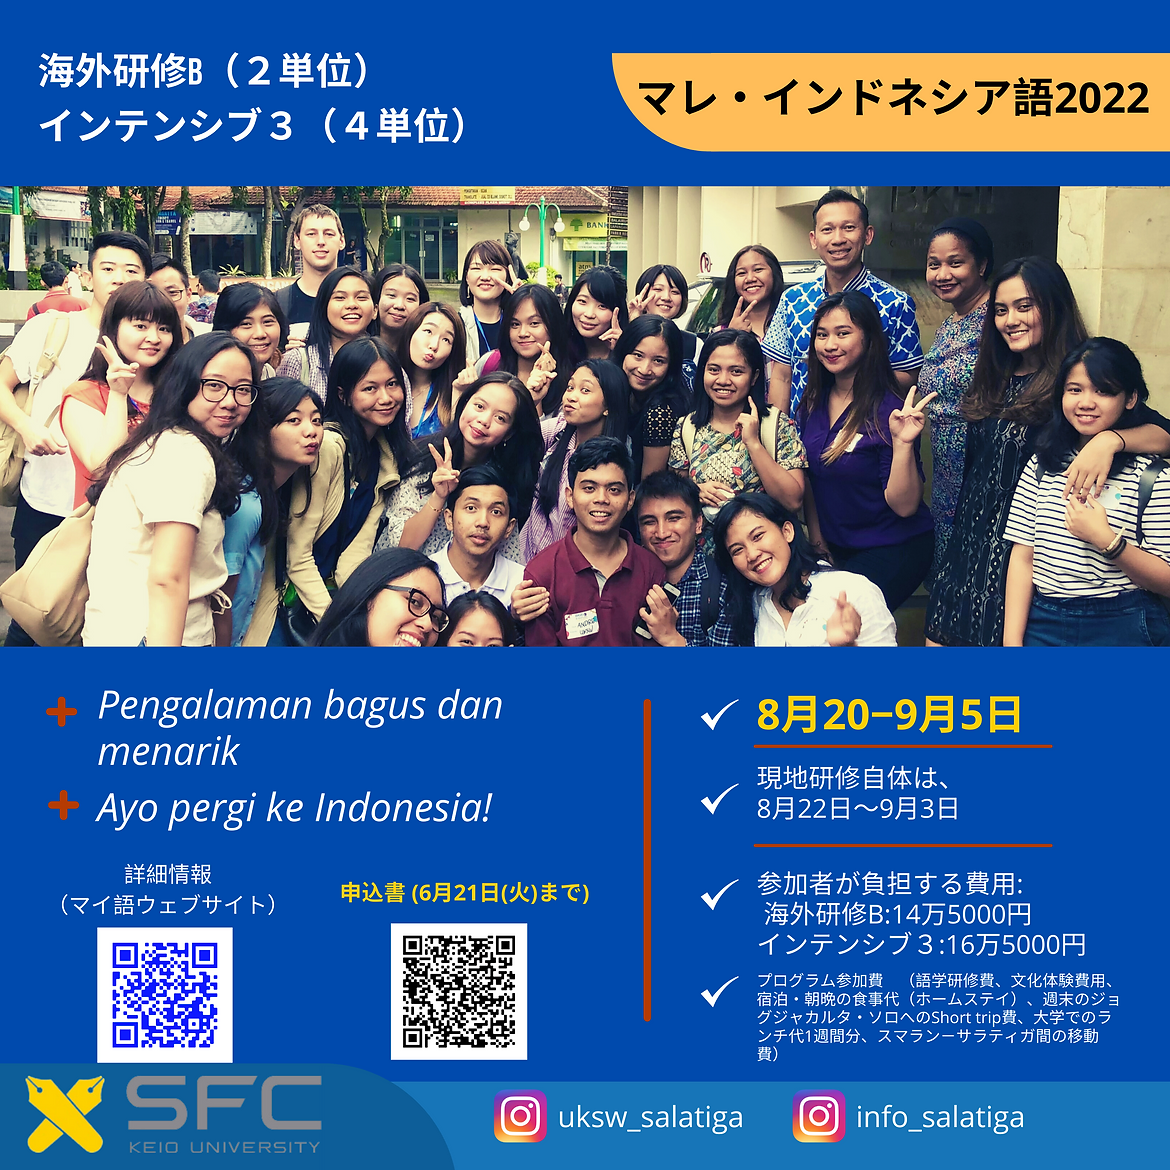 海外研修B（２単位）
インテンシブ３（４単位）
マレ・インドネシア語2022
BANK
Pengalaman bagus dan
menarik
Ayo pergi ke Indonesia!
詳細情報
（マイ語ウェブサイト）
申込書 (6月21日(火)まで)
8月20−9月5日
現地研修自体は、
8月22日〜9月3日
参加者が負担する費用:
海外研修B:14万5000円
インテンシブ３:16万5000円
プログラム参加費　（語学研修費、文化体験費用、
宿泊・朝晩の食事代（ホームステイ）、週末のジョ
グジャカルタ・ソロへのShort trip費、大学でのラ
ンチ代1週間分、スマランーサラティガ間の移動
費）
SFC
KEIO UNIVERSITY
uksw_salatiga
info_salatiga